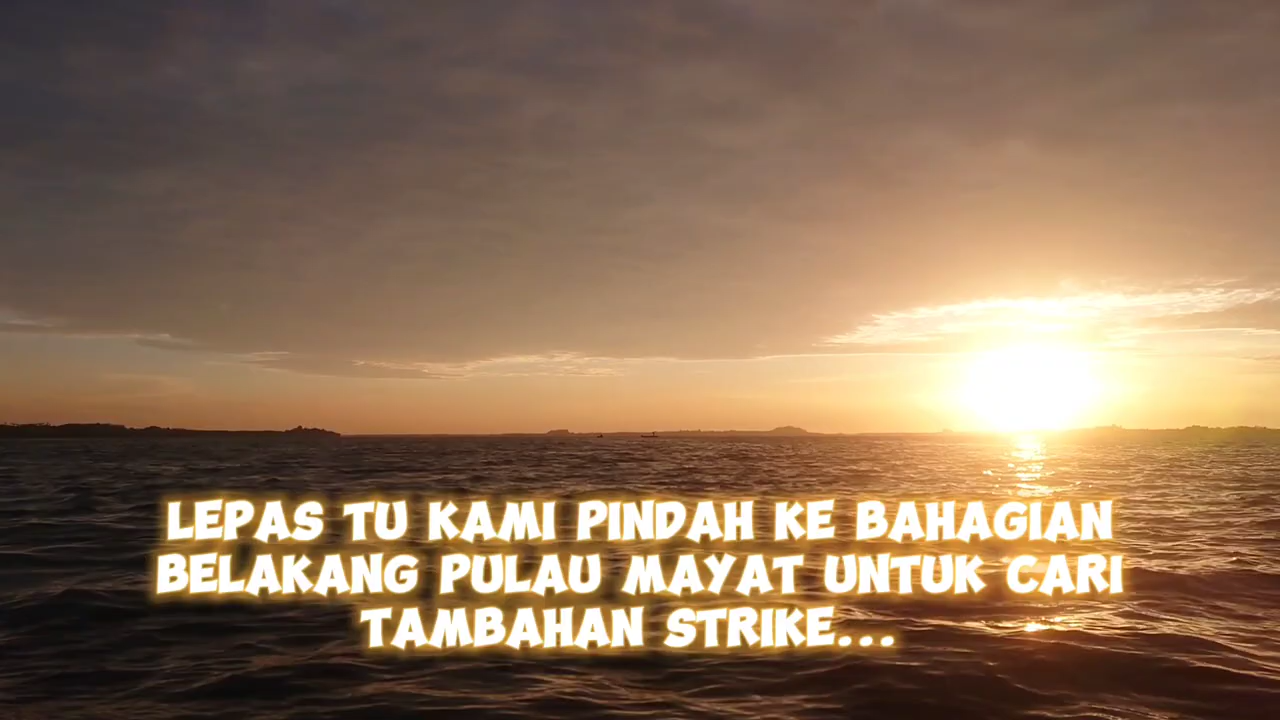 LEPAS TU KAMI PINDAH KE BAHAGIAN
BELAKANG PULAU MAYAT UNTUK CARI
TAMBAHAN STRIKE...